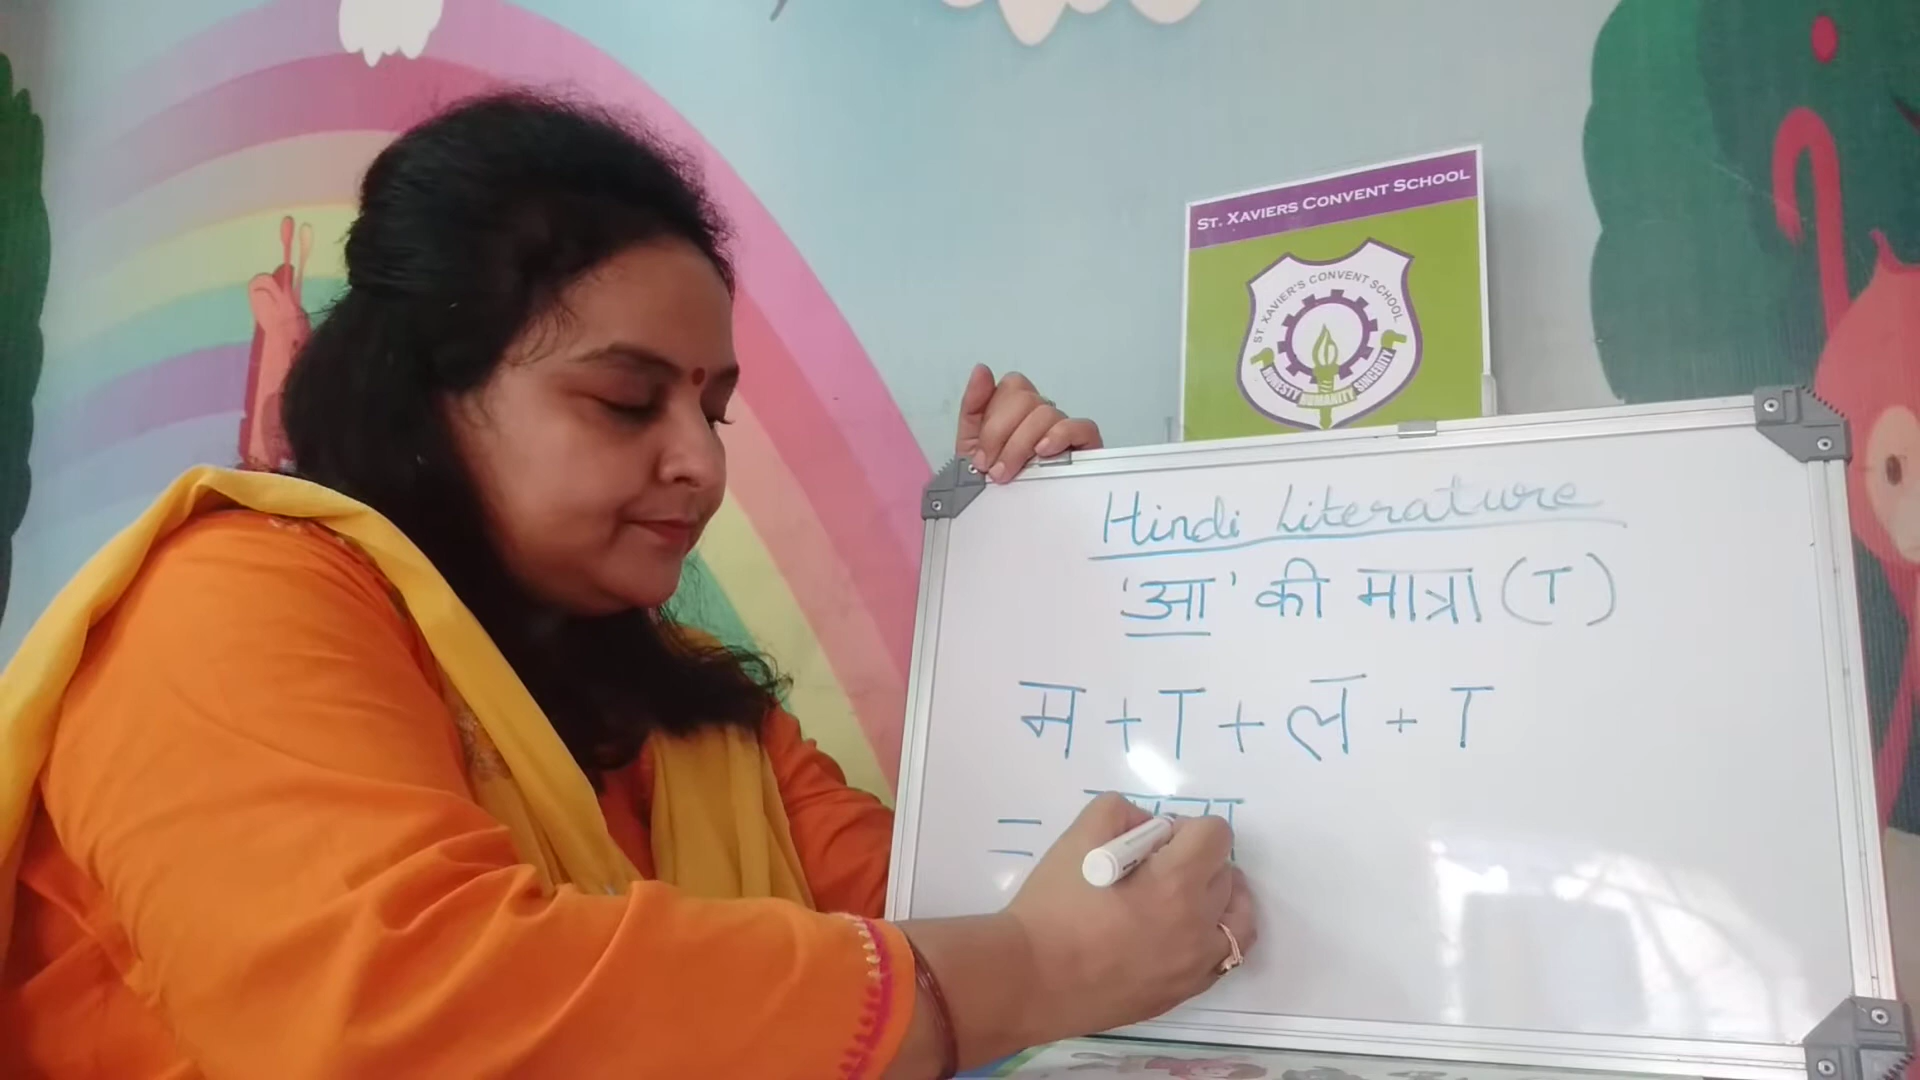 ST. XAVIERS CONVENT SCHOOL
ST. XAVIER'S CONVENT SCHOOL
HONESTY HUMANITY SINCERITY
Hindi Literature
'आ' की मात्रा (ा)
म + ा + ल + ा
=